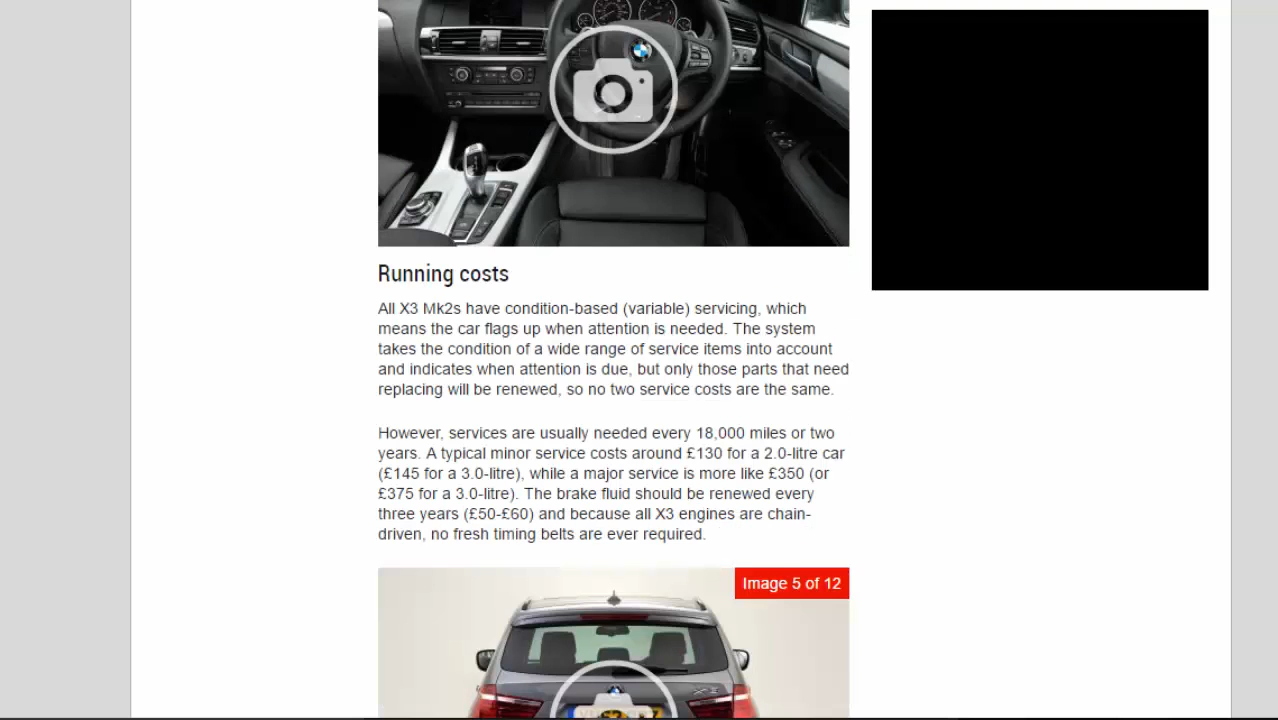 Running costs
All X3 Mk2s have condition-based (variable) servicing, which
means the car flags up when attention is needed. The system
takes the condition of a wide range of service items into account
and indicates when attention is due, but only those parts that need
replacing will be renewed, so no two service costs are the same.
However, services are usually needed every 18,000 miles or two
years. A typical minor service costs around £130 for a 2.0-litre car
(£145 for a 3.0-litre), while a major service is more like £350 (or
£375 for a 3.0-litre). The brake fluid should be renewed every
three years (£50-£60) and because all X3 engines are chain-
driven, no fresh timing belts are ever required.
Image 5 of 12